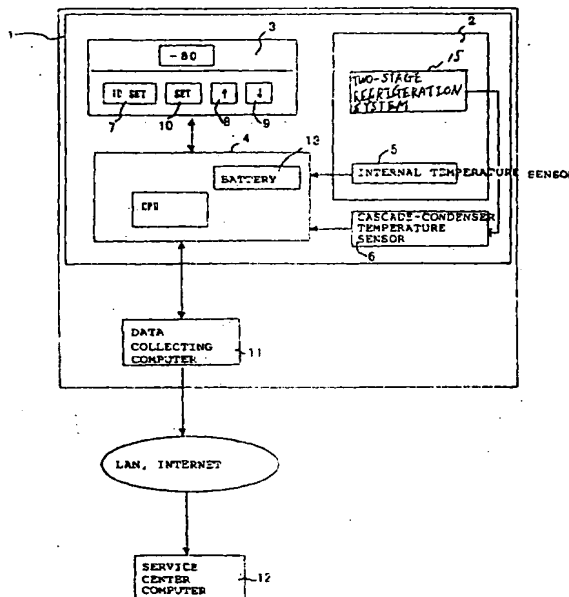 1
3
2
-80
15
TWO-STAGE
REFRIGERATION
SYSTEM
ID SET
SET
↑
↓
7
10
8
9
4
13
5
BATTERY
INTERNAL TEMPERATURE SENSOR
CPU
CASCADE-CONDENSER
TEMPERATURE
SENSOR
6
DATA
COLLECTING
COMPUTER
11
LAN, INTERNET
SERVICE
CENTER
COMPUTER
12